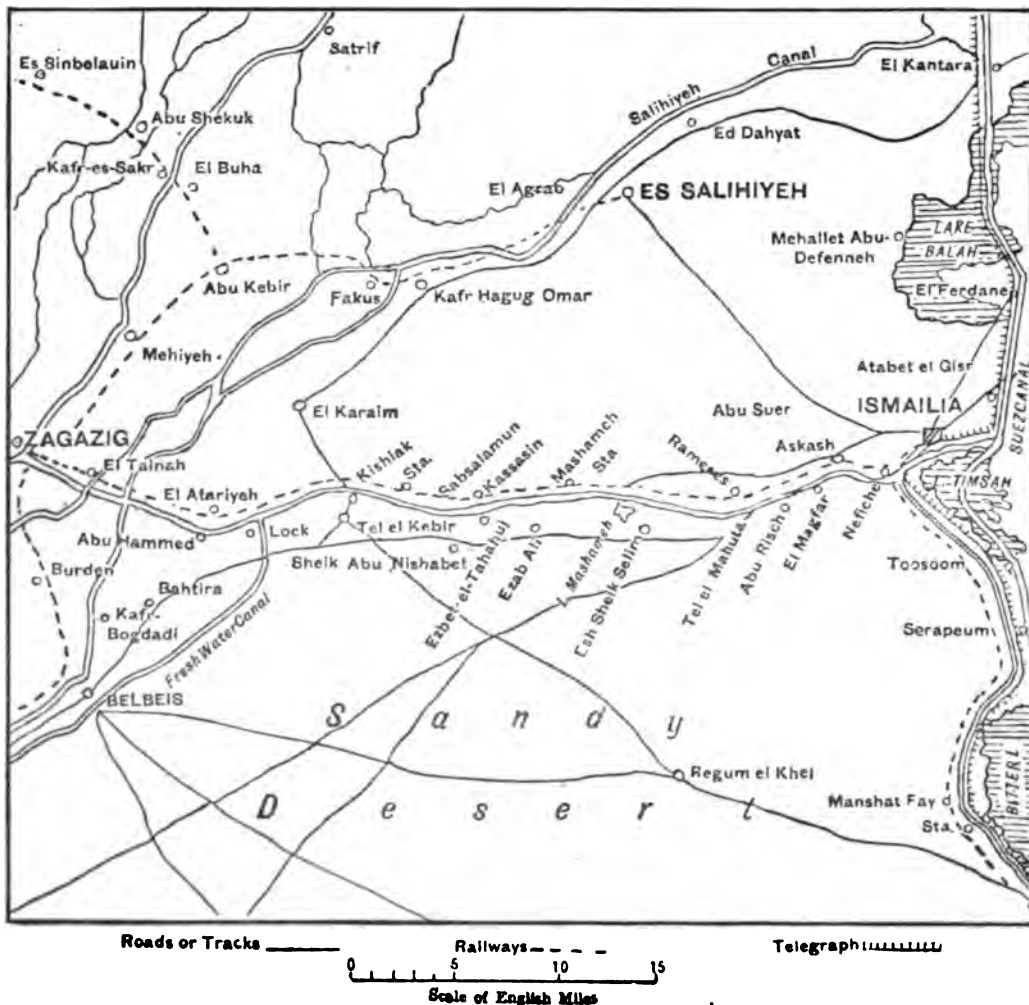 Satrif
Es Sinbelauin
El Kantara
Canal
Salihiyeh
Abu Shekuk
Ed Dahyat
Kafr-es-Sakr
El Buha
El Agrab
ES SALIHIYEH
LAKE
BALAH
Mehallet Abu-
Defenneh
Abu Kebir
Fakus
Kafr Hagug Omar
El Ferdane
Mehiyeh
Atabet el Gisr
El Karaim
Abu Suer
ISMAILIA
SUEZ CANAL
ZAGAZIG
El Tainah
Kishlak
Sta.
Sabsalamun
Kassasin
Mashamch
Sta
Ramses
Askash
El Atariyeh
TIMSAH
Nefiche
Abu Hammed
Lock
Tel el Kebir
Sheik Abu Nishabet
Ezbet-el-Tahahuj
Ezab Ali
L. Mashameh
Esh Sheik Selim
Tel el Mahuta
Abu Risch
El Magfar
Burden
Bahtira
Toosoom
Kafr-
Bogdadi
Fresh Water Canal
Serapeum
BELBEIS
Sandy
Regum el Khel
Desert
Manshat Fay
Sta.
BITTER L
Roads or Tracks
Railways
Telegraph
0 5 10 15
Scale of English Miles